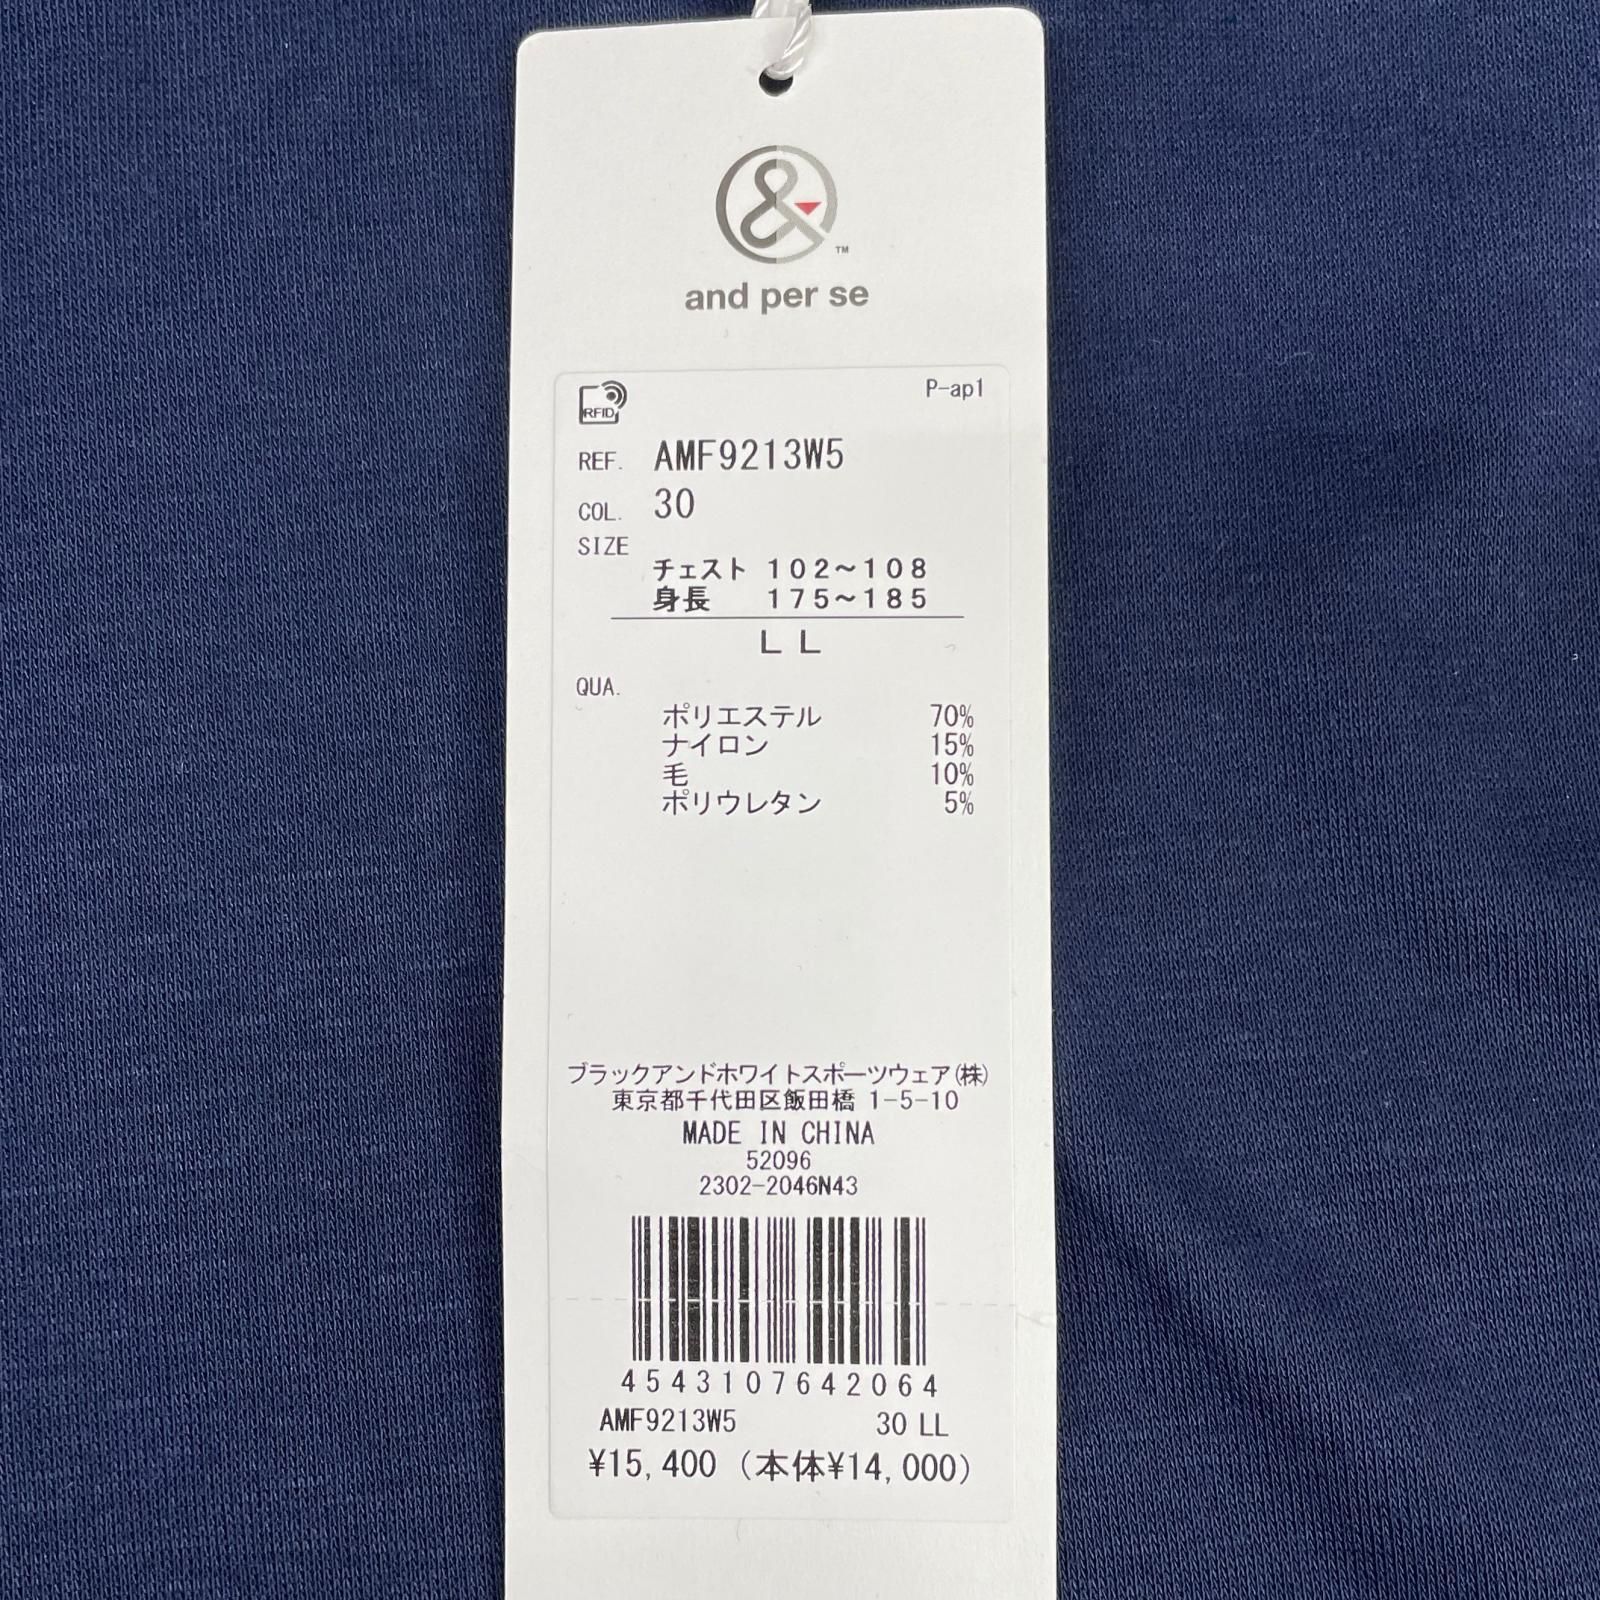 &
TM
and per se
RFID
P-ap1
REF. AMF9213W5
COL. 30
SIZE
チェスト 102〜108
身長 175〜185
LL
QUA.
ポリエステル 70%
ナイロン 15%
毛 10%
ポリウレタン 5%
ブラックアンドホワイトスポーツウェア(株)
東京都千代田区飯田橋 1-5-10
MADE IN CHINA
52096
2302-2046N43
4543107642064
AMF9213W5 30 LL
¥15,400 (本体¥14,000)